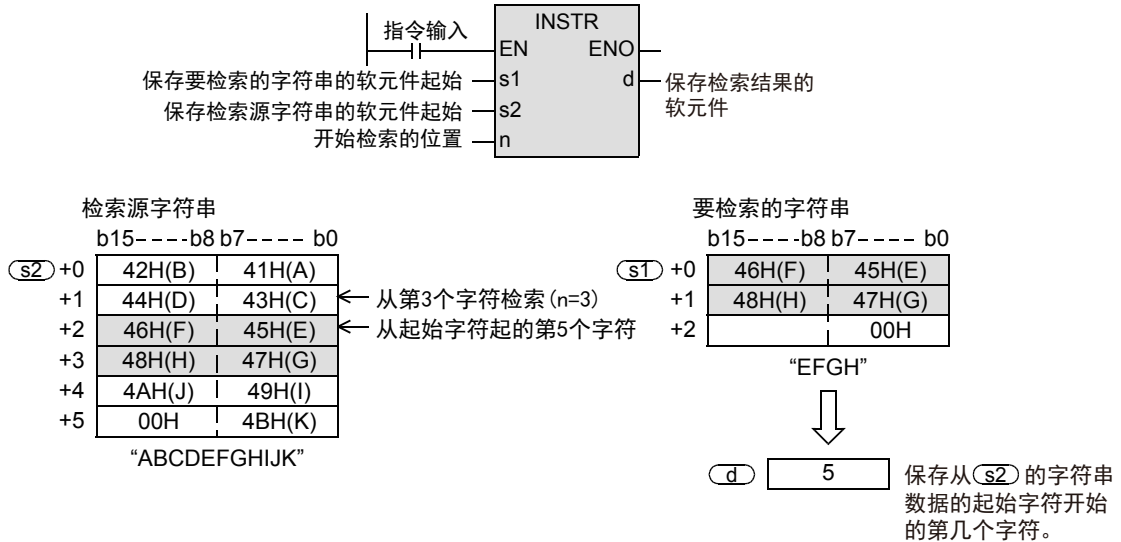 指令输入
INSTR
EN ENO
保存要检索的字符串的软元件起始 s1 d 保存检索结果的
软元件
保存检索源字符串的软元件起始 s2
开始检索的位置 n
检索源字符串
b15----b8 b7---- b0
s2 +0 42H(B) 41H(A)
+1 44H(D) 43H(C) 从第3个字符检索(n=3)
+2 46H(F) 45H(E) 从起始字符起的第5个字符
+3 48H(H) 47H(G)
+4 4AH(J) 49H(I)
+5 00H 4BH(K)
“ABCDEFGHIJK”
要检索的字符串
b15----b8 b7---- b0
s1 +0 46H(F) 45H(E)
+1 48H(H) 47H(G)
+2 00H
“EFGH”
d 5 保存从 s2 的字符串
数据的起始字符开始
的第几个字符。